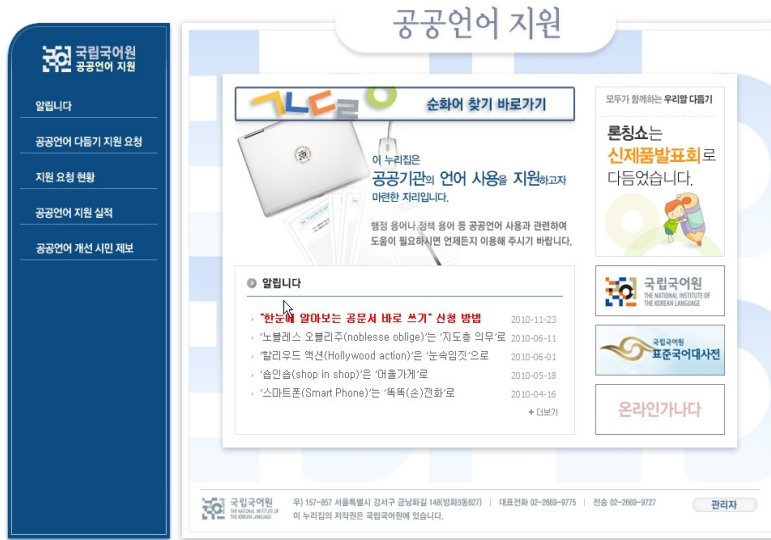 공공언어 지원
국립국어원
공공언어 지원
알립니다
공공언어 다듬기 지원 요청
지원 요청 현황
공공언어 지원 실적
공공언어 개선 시민 제보
ㄱㄴㄷㄹㅇ
순화어 찾기 바로가기
이 누리집은
공공기관의 언어 사용을 지원하고자
마련한 자리입니다.
행정 용어나 정책 용어 등 공공언어 사용과 관련하여
도움이 필요하시면 언제든지 이용해 주시기 바랍니다.
모두가 함께하는 우리말 다듬기
론칭쇼는
신제품발표회로
다듬었습니다.
알립니다
"한눈에 알아보는 공문서 바로 쓰기" 신청 방법 2010-11-23
'노블레스 오블리주(noblesse oblige)'는 '지도층 의무'로 2010-06-11
'할리우드 액션(Hollywood action)'은 '눈속임짓'으로 2010-06-01
'숍인숍(shop in shop)'은 '어울가게'로 2010-05-18
'스마트폰(Smart Phone)'는 '똑똑(손)전화'로 2010-04-16
+ 더보기
국립국어원
THE NATIONAL INSTITUTE OF
THE KOREAN LANGUAGE
국립국어원
표준국어대사전
온라인가나다
국립국어원
THE NATIONAL INSTITUTE OF
THE KOREAN LANGUAGE
우) 157-857 서울특별시 강서구 금낭화길 148(방화3동827) | 대표전화 02-2669-9775 | 전송 02-2669-9727
이 누리집의 저작권은 국립국어원에 있습니다.
관리자